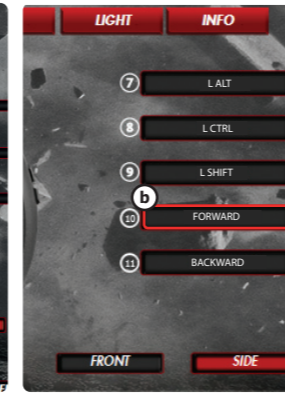 LIGHT INFO
7 L ALT
8 L CTRL
9 L SHIFT
b
10 FORWARD
11 BACKWARD
FRONT SIDE